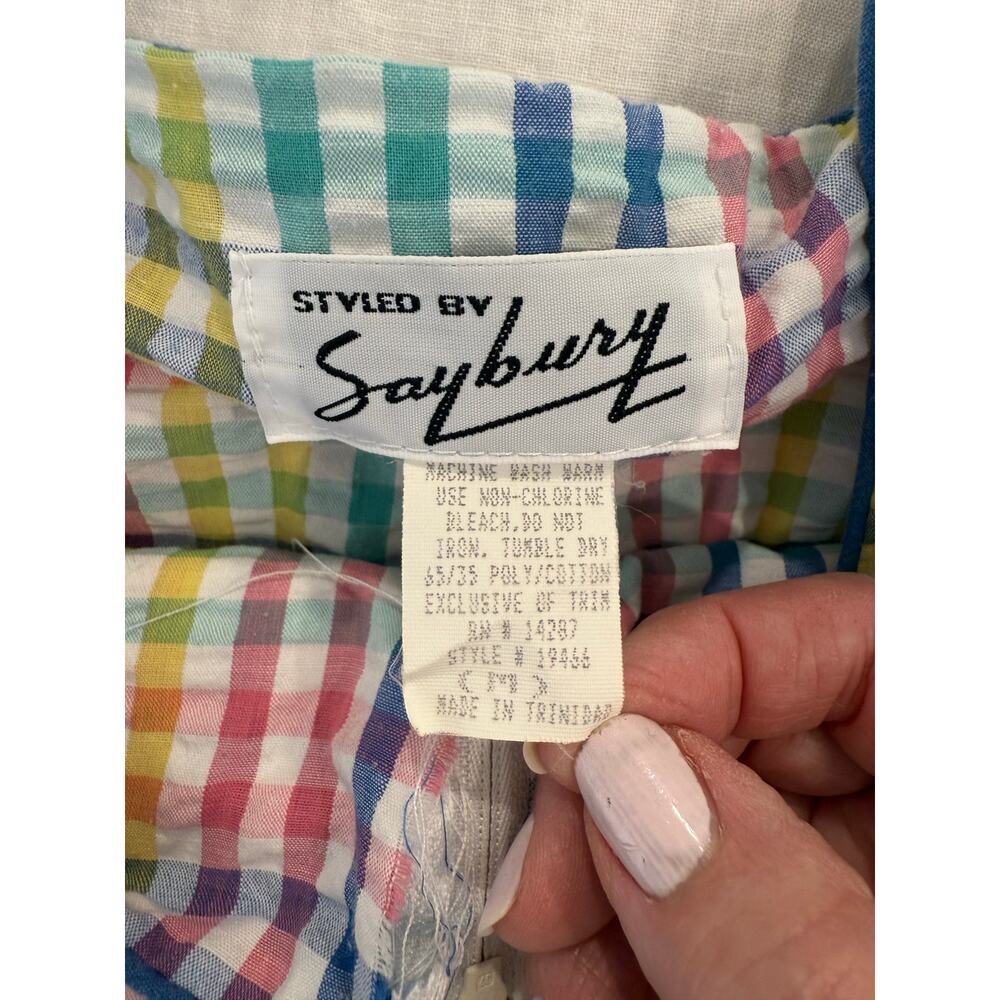 STYLED BY
Saybury
MACHINE WASH WARM
USE NON-CHLORINE
BLEACH.DO NOT
IRON. TUMBLE DRY
65/35 POLY/COTTON
EXCLUSIVE OF TRIM
RN # 14287
STYLE # 19466
MADE IN TRINIDAD